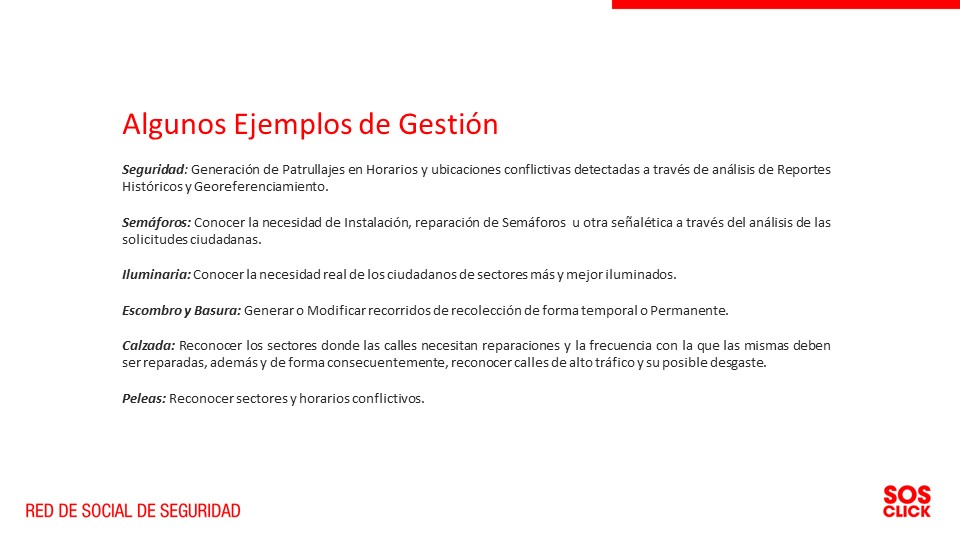 Algunos Ejemplos de Gestión
Seguridad: Generación de Patrullajes en Horarios y ubicaciones conflictivas detectadas a través de análisis de Reportes
Históricos y Georeferenciamiento.
Semáforos: Conocer la necesidad de Instalación, reparación de Semáforos u otra señalética a través del análisis de las
solicitudes ciudadanas.
Iluminaria: Conocer la necesidad real de los ciudadanos de sectores más y mejor iluminados.
Escombro y Basura: Generar o Modificar recorridos de recolección de forma temporal o Permanente.
Calzada: Reconocer los sectores donde las calles necesitan reparaciones y la frecuencia con la que las mismas deben
ser reparadas, además y de forma consecuentemente, reconocer calles de alto tráfico y su posible desgaste.
Peleas: Reconocer sectores y horarios conflictivos.
RED DE SOCIAL DE SEGURIDAD
SOS
CLICK